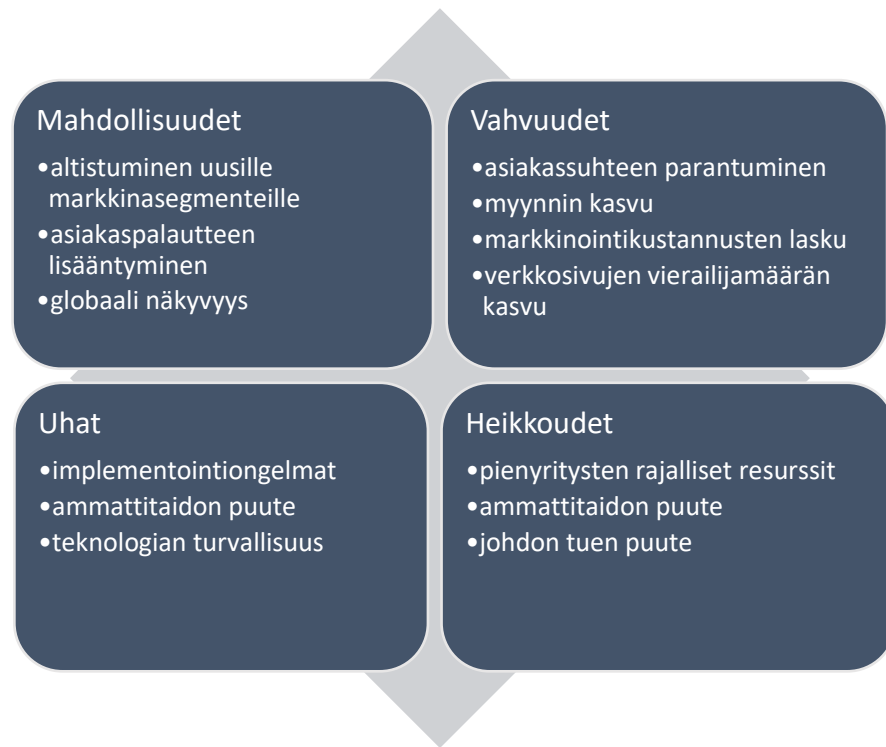 Mahdollisuudet
•altistuminen uusille
markkinasegmenteille
•asiakaspalautteen
lisääntyminen
•globaali näkyvyys
Vahvuudet
•asiakassuhteen parantuminen
•myynnin kasvu
•markkinointikustannusten lasku
•verkkosivujen vierailijamäärän
kasvu
Uhat
•implementointiongelmat
•ammattitaidon puute
•teknologian turvallisuus
Heikkoudet
•pienyritysten rajalliset resurssit
•ammattitaidon puute
•johdon tuen puute